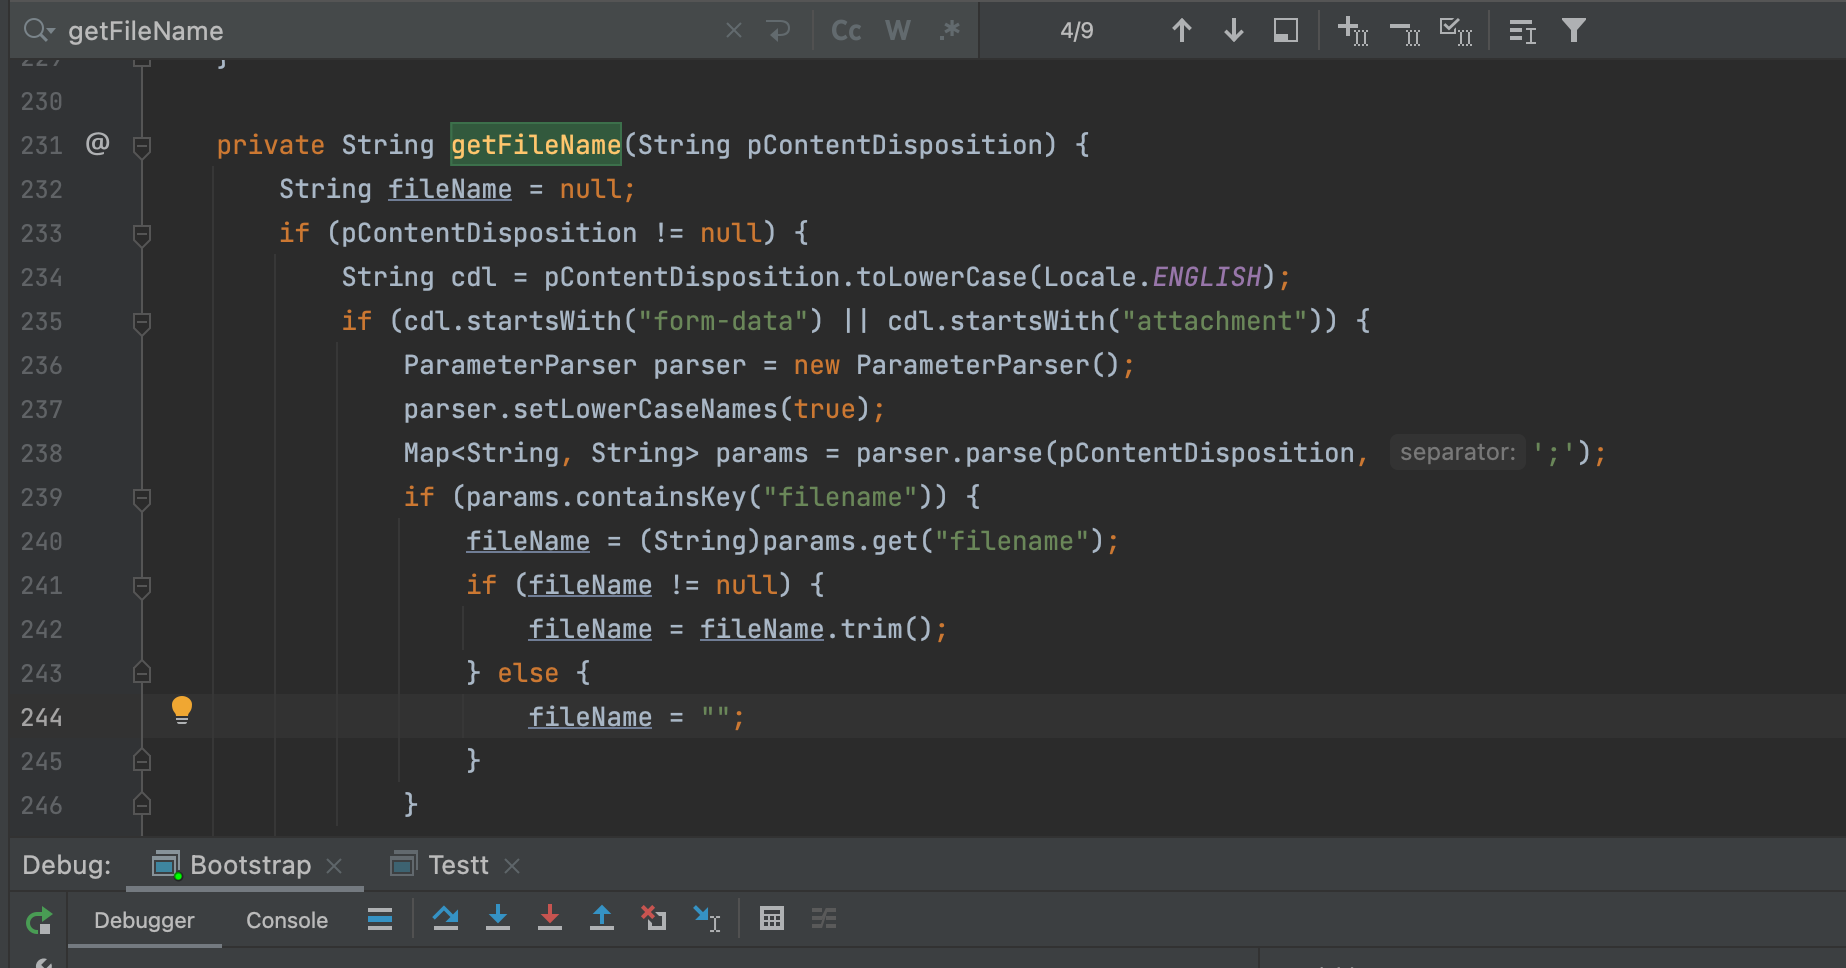 getFileName
Cc W .* 4/9
229 }
230
231 @ private String getFileName(String pContentDisposition) {
232 String fileName = null;
233 if (pContentDisposition != null) {
234 String cdl = pContentDisposition.toLowerCase(Locale.ENGLISH);
235 if (cdl.startsWith("form-data") || cdl.startsWith("attachment")) {
236 ParameterParser parser = new ParameterParser();
237 parser.setLowerCaseNames(true);
238 Map<String, String> params = parser.parse(pContentDisposition, separator: ';');
239 if (params.containsKey("filename")) {
240 fileName = (String)params.get("filename");
241 if (fileName != null) {
242 fileName = fileName.trim();
243 } else {
244 fileName = "";
245 }
246 }
Debug: Bootstrap Testt
Debugger Console